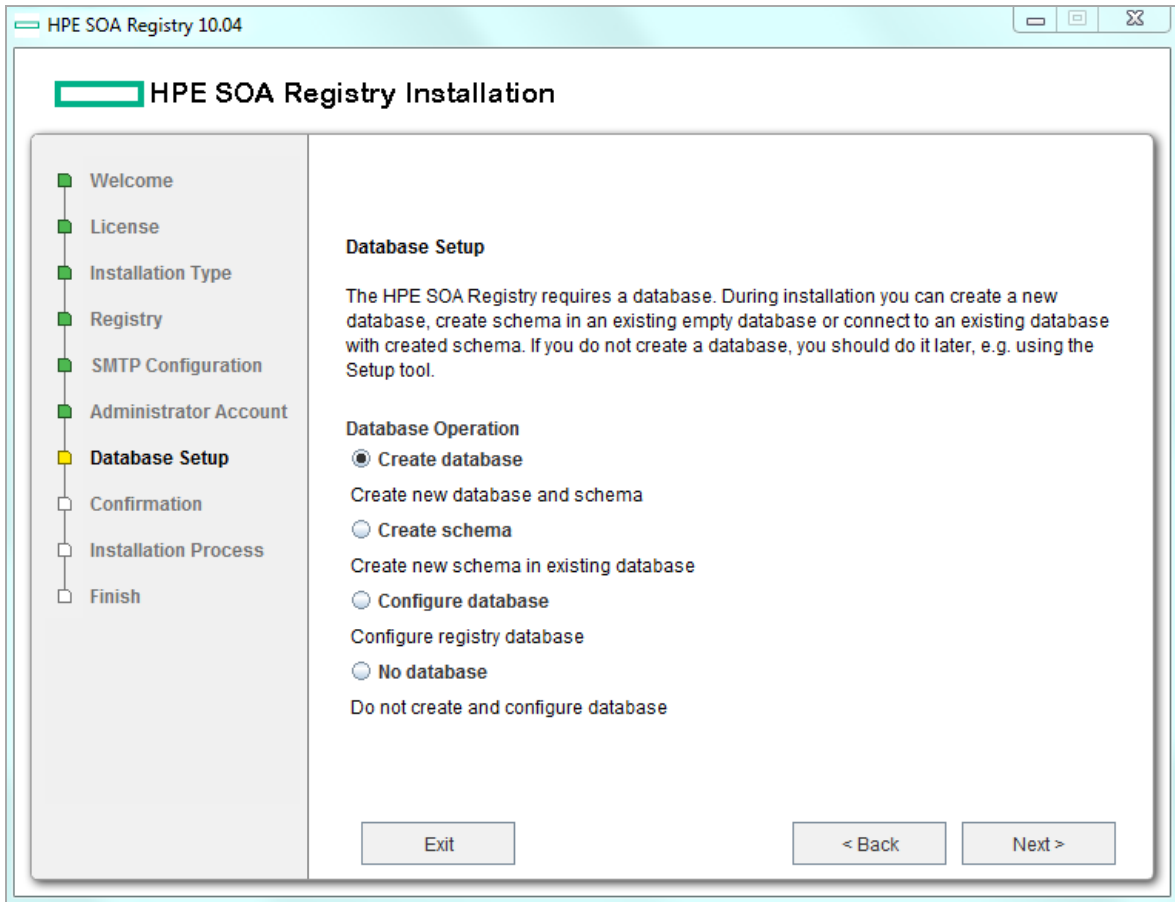 HPE SOA Registry 10.04
HPE SOA Registry Installation
Welcome
License
Installation Type
Registry
SMTP Configuration
Administrator Account
Database Setup
Confirmation
Installation Process
Finish
Database Setup
The HPE SOA Registry requires a database. During installation you can create a new
database, create schema in an existing empty database or connect to an existing database
with created schema. If you do not create a database, you should do it later, e.g. using the
Setup tool.
Database Operation
Create database
Create new database and schema
Create schema
Create new schema in existing database
Configure database
Configure registry database
No database
Do not create and configure database
Exit
< Back
Next >